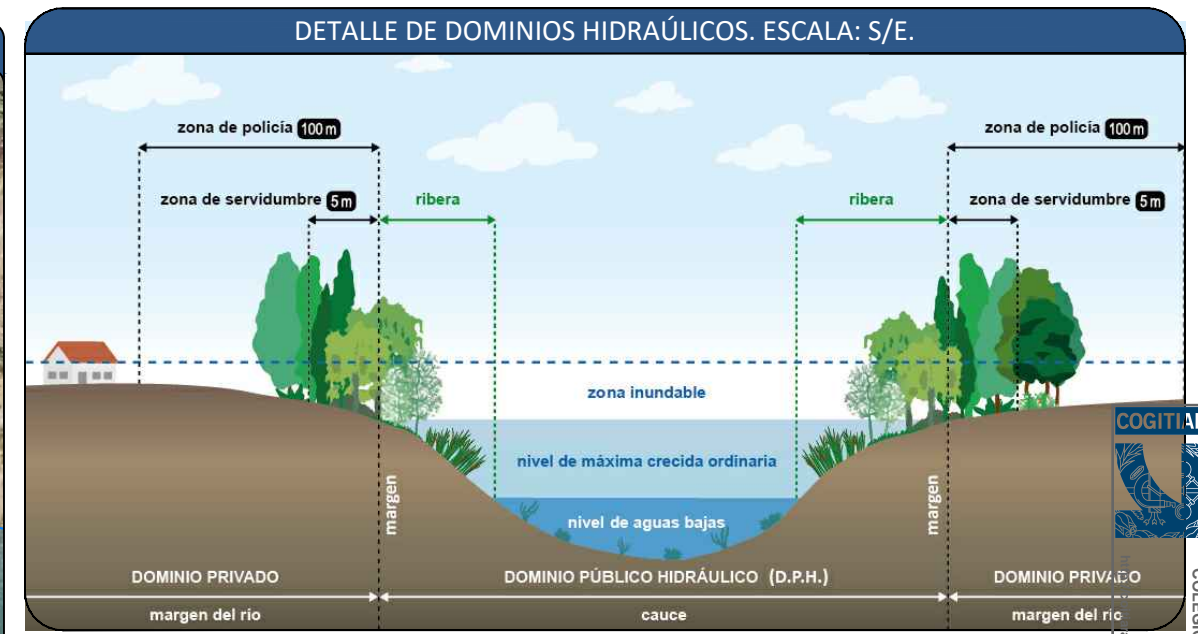 DETALLE DE DOMINIOS HIDRAÚLICOS. ESCALA: S/E.
zona de policía 100 m
zona de policía 100 m
zona de servidumbre 5 m
ribera
ribera
zona de servidumbre 5 m
zona inundable
nivel de máxima crecida ordinaria
nivel de aguas bajas
margen
margen
DOMINIO PRIVADO
DOMINIO PÚBLICO HIDRÁULICO (D.P.H.)
DOMINIO PRIVADO
margen del río
cauce
margen del río